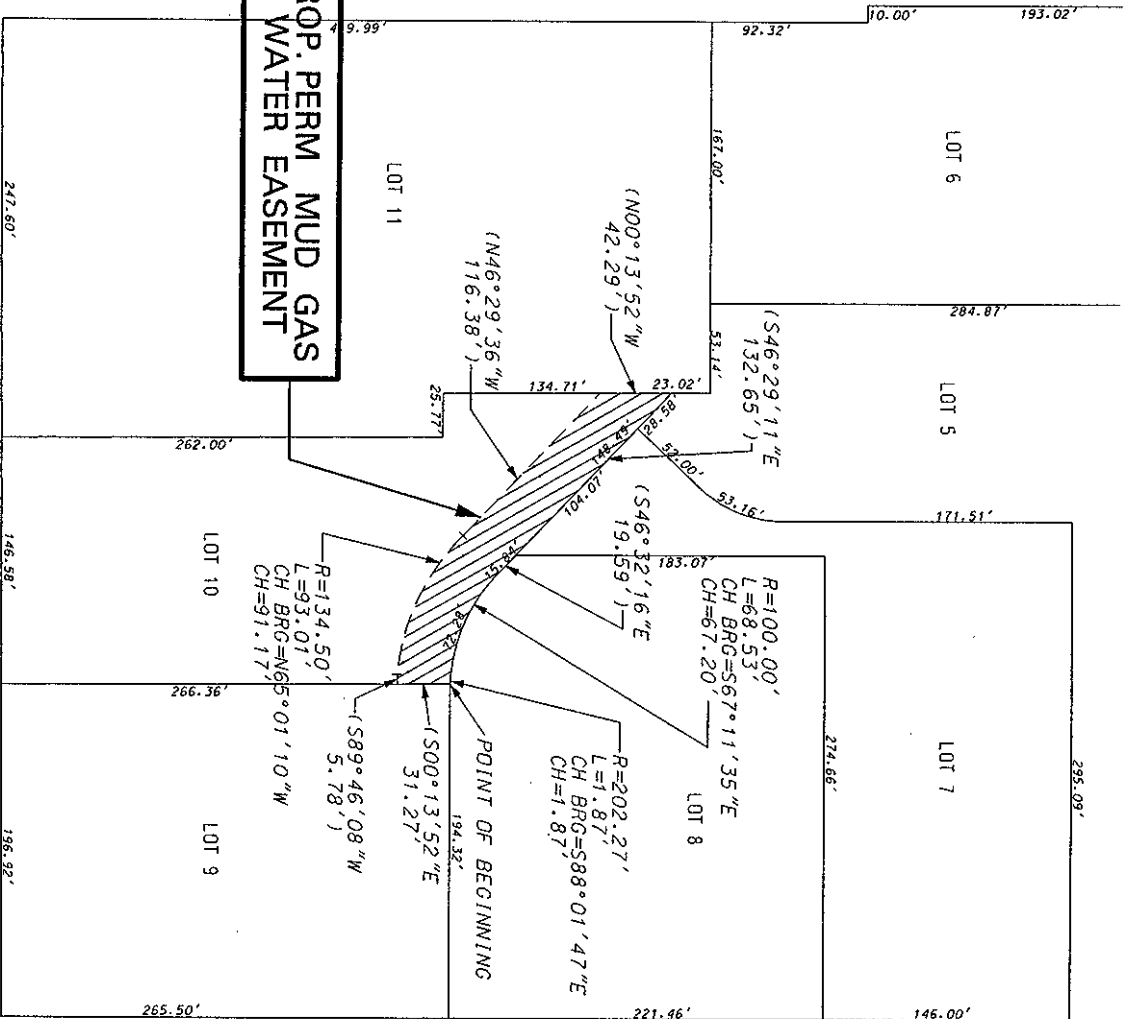 10.00'
193.02'
419.99'
92.32'
ROP. PERM MUD GAS
WATER EASEMENT
LOT 6
167.00'
LOT 11
247.60'
(N00°13'52"W
42.29')
(N46°29'36"W
116.38')
284.87'
53.14'
(S46°29'11"E
132.65')
134.71'
23.02'
28.58'
25.77'
LOT 5
262.00'
148.49'
52.00'
104.07'
53.16'
171.51'
(S46°32'16"E
19.59')
183.07'
15.84'
146.58'
LOT 10
R=134.50'
L=93.01'
CH BRG=N65°01'10"W
CH=91.17'
R=100.00'
L=68.53'
CH BRG=S67°11'35"E
CH=67.20'
72.28'
266.36'
LOT 7
274.66'
295.09'
LOT 8
R=202.27'
L=1.87'
CH BRG=S88°01'47"E
CH=1.87'
POINT OF BEGINNING
194.32'
(S00°13'52"E
31.27'
(S89°46'08"W
5.78')
LOT 9
196.92'
265.50'
221.46'
146.00'